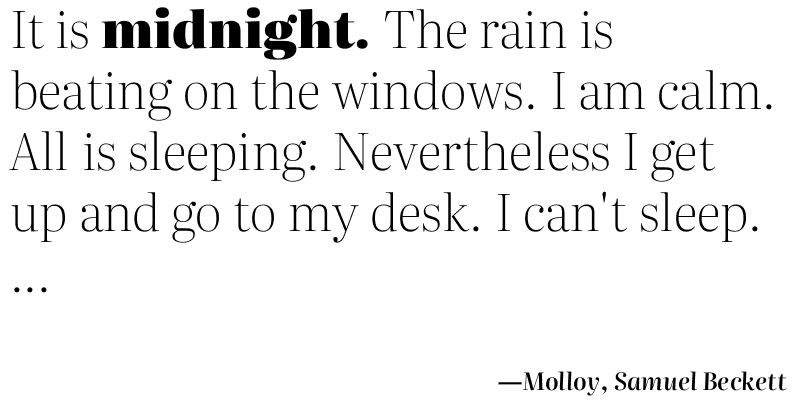 It is midnight. The rain is
beating on the windows. I am calm.
All is sleeping. Nevertheless I get
up and go to my desk. I can't sleep.
...
—Molloy, Samuel Beckett